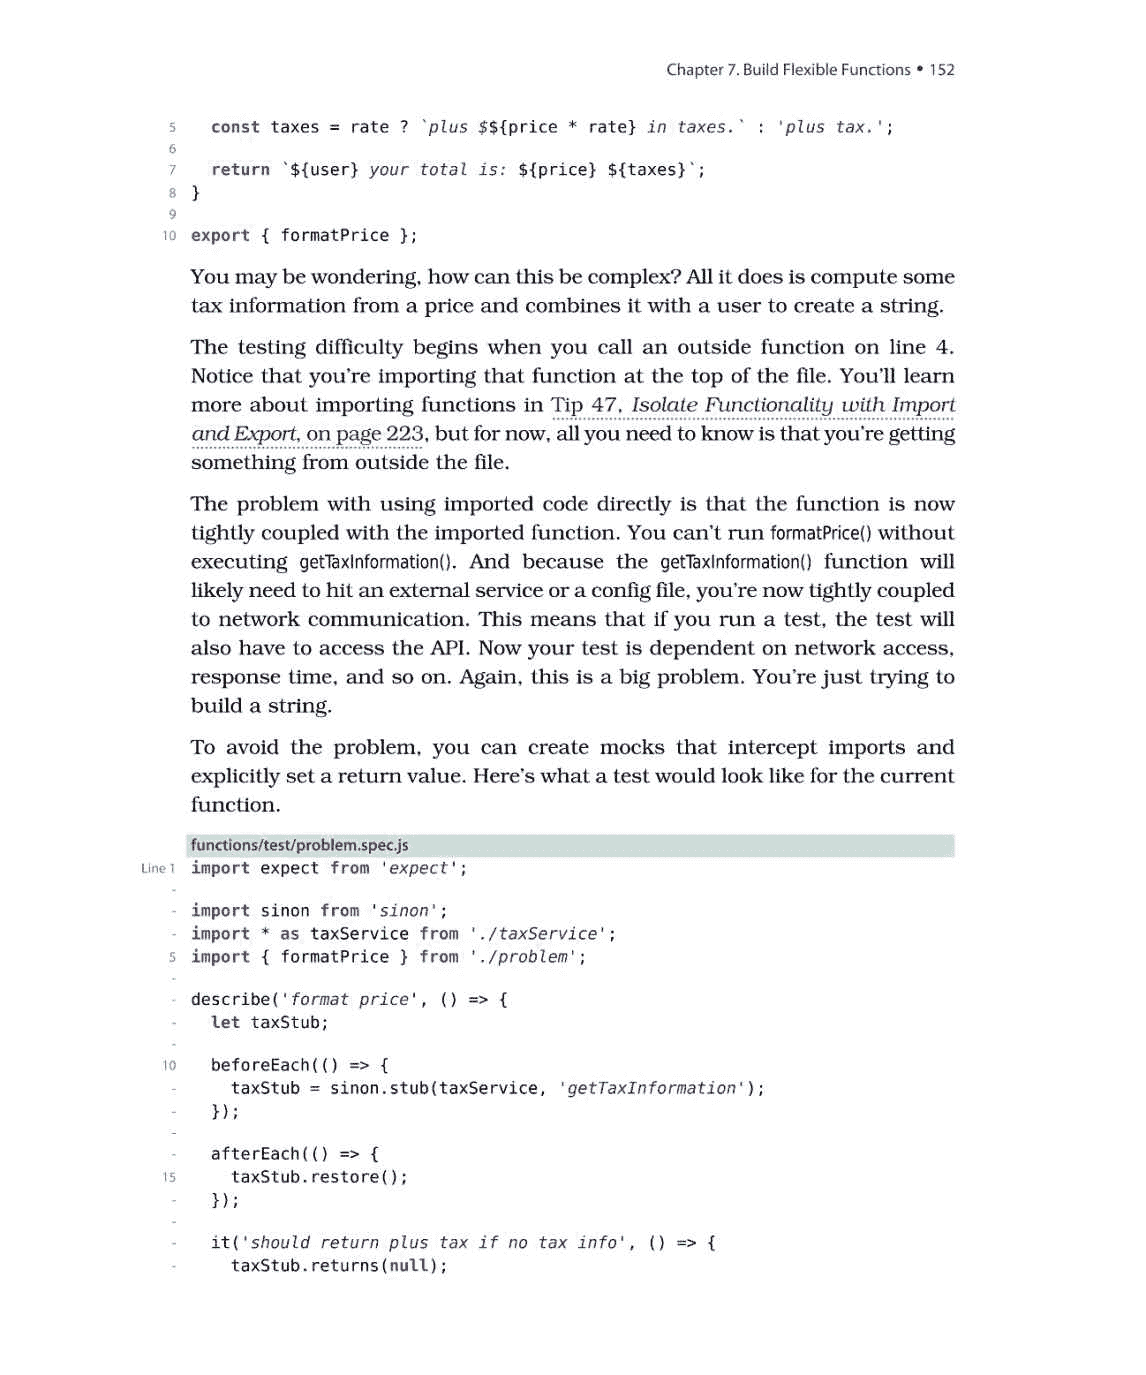 Chapter 7. Build Flexible Functions • 152
5 const taxes = rate ? `plus $${price * rate} in taxes.` : 'plus tax.';
6
7 return `${user} your total is: ${price} ${taxes}`;
8 }
9
10 export { formatPrice };
You may be wondering, how can this be complex? All it does is compute some
tax information from a price and combines it with a user to create a string.
The testing difficulty begins when you call an outside function on line 4.
Notice that you're importing that function at the top of the file. You'll learn
more about importing functions in Tip 47, Isolate Functionality with Import
and Export, on page 223, but for now, all you need to know is that you're getting
something from outside the file.
The problem with using imported code directly is that the function is now
tightly coupled with the imported function. You can't run formatPrice() without
executing getTaxInformation(). And because the getTaxInformation() function will
likely need to hit an external service or a config file, you're now tightly coupled
to network communication. This means that if you run a test, the test will
also have to access the API. Now your test is dependent on network access,
response time, and so on. Again, this is a big problem. You're just trying to
build a string.
To avoid the problem, you can create mocks that intercept imports and
explicitly set a return value. Here's what a test would look like for the current
function.
functions/test/problem.spec.js
Line 1 import expect from 'expect';
-
- import sinon from 'sinon';
- import * as taxService from './taxService';
5 import { formatPrice } from './problem';
-
- describe('format price', () => {
- let taxStub;
-
10 beforeEach(() => {
- taxStub = sinon.stub(taxService, 'getTaxInformation');
- });
-
- afterEach(() => {
15 taxStub.restore();
- });
-
- it('should return plus tax if no tax info', () => {
- taxStub.returns(null);